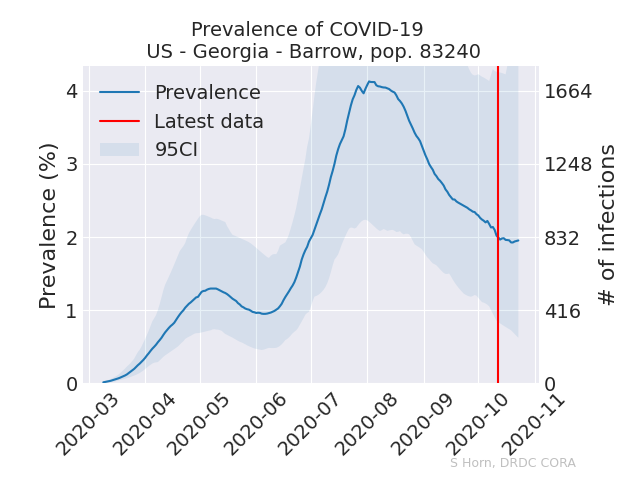 Prevalence of COVID-19
US - Georgia - Barrow, pop. 83240
Prevalence
Latest data
95CI
Prevalence (%)
4
3
2
1
0
1664
1248
832
416
0
# of infections
2020-03
2020-04
2020-05
2020-06
2020-07
2020-08
2020-09
2020-10
2020-11
S Horn, DRDC CORA